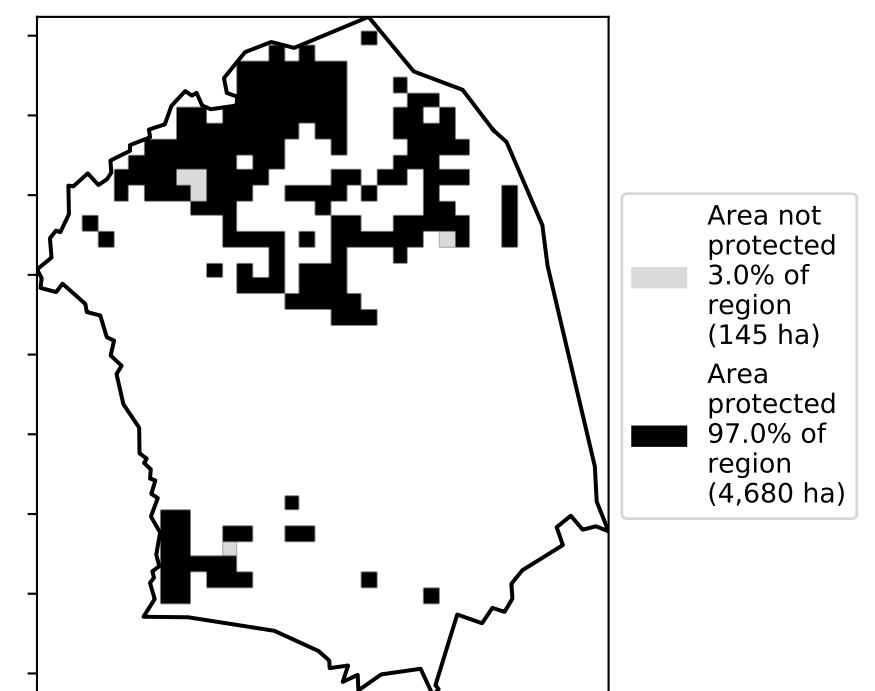 Area not
protected
3.0% of
region
(145 ha)
Area
protected
97.0% of
region
(4,680 ha)